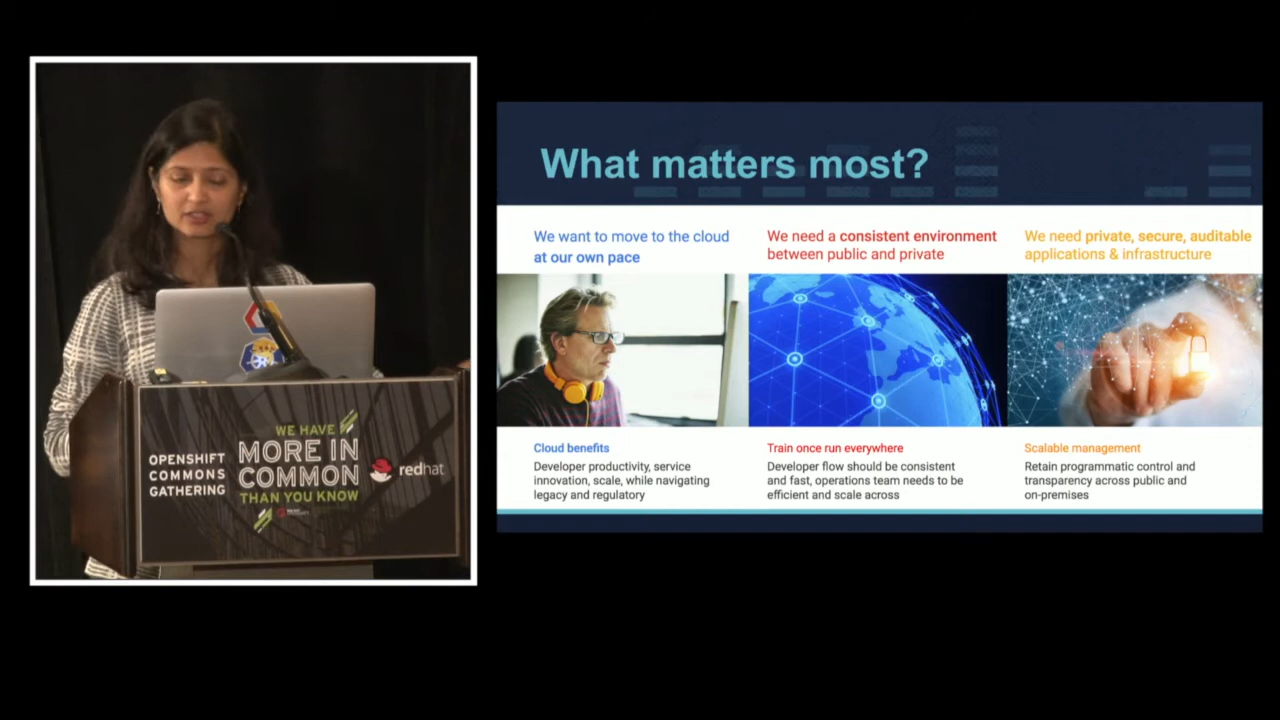 OPENSHIFT
COMMONS
GATHERING
WE HAVE
MORE IN
COMMON
THAN YOU KNOW
redhat
What matters most?
We want to move to the cloud
at our own pace
We need a consistent environment
between public and private
We need private, secure, auditable
applications & infrastructure
Cloud benefits
Developer productivity, service
innovation, scale, while navigating
legacy and regulatory
Train once run everywhere
Developer flow should be consistent
and fast, operations team needs to be
efficient and scale across
Scalable management
Retain programmatic control and
transparency across public and
on-premises